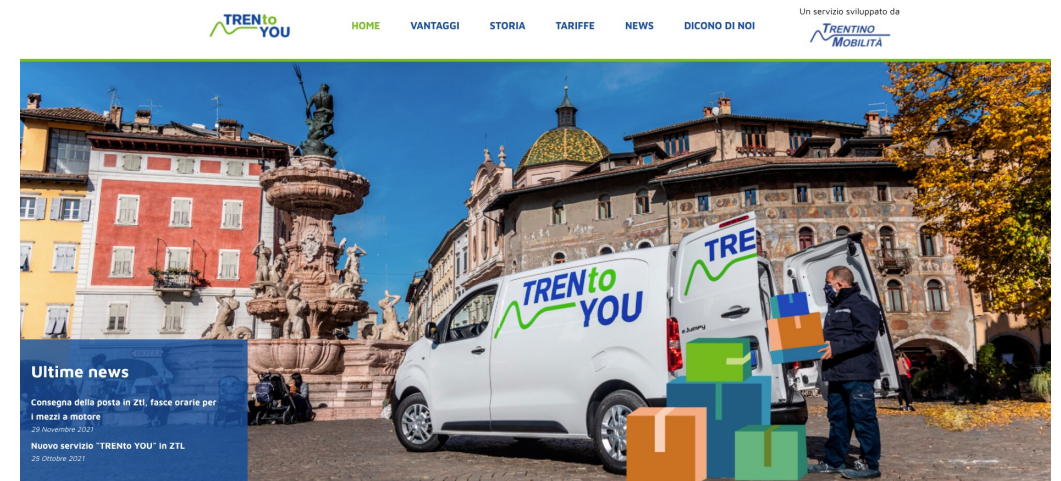 TRENto
YOU
HOME
VANTAGGI
STORIA
TARIFFE
NEWS
DICONO DI NOI
Un servizio sviluppato da
TRENTINO
MOBILITÀ
TRENto
YOU
TRE
e.Jumpy
Ultime news
Consegna della posta in Ztl, fasce orarie per
i mezzi a motore
29 Novembre 2021
Nuovo servizio "TRENto YOU" in ZTL
25 Ottobre 2021